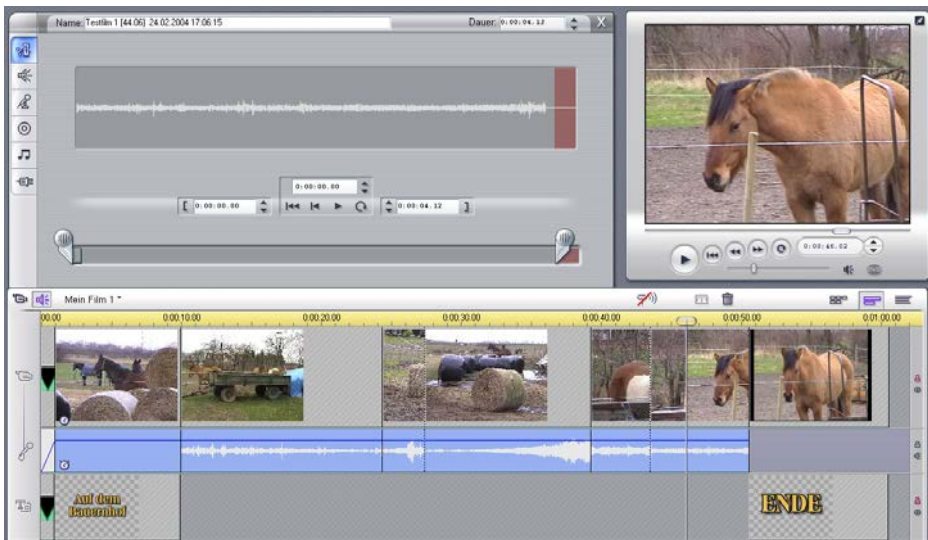 Name: Testfilm 1 [44.06] 24.02.2004 17:06:15
Dauer: 0:00:04.13
X
0:00:00.00
[ 0:00:00.00
0:00:04.12 ]
0:00:46.02
Mein Film 1 *
00.00 0:00:10.00 0:00:20.00 0:00:30.00 0:00:40.00 0:00:50.00 0:01:00.00
Auf dem
Bauernhof
ENDE